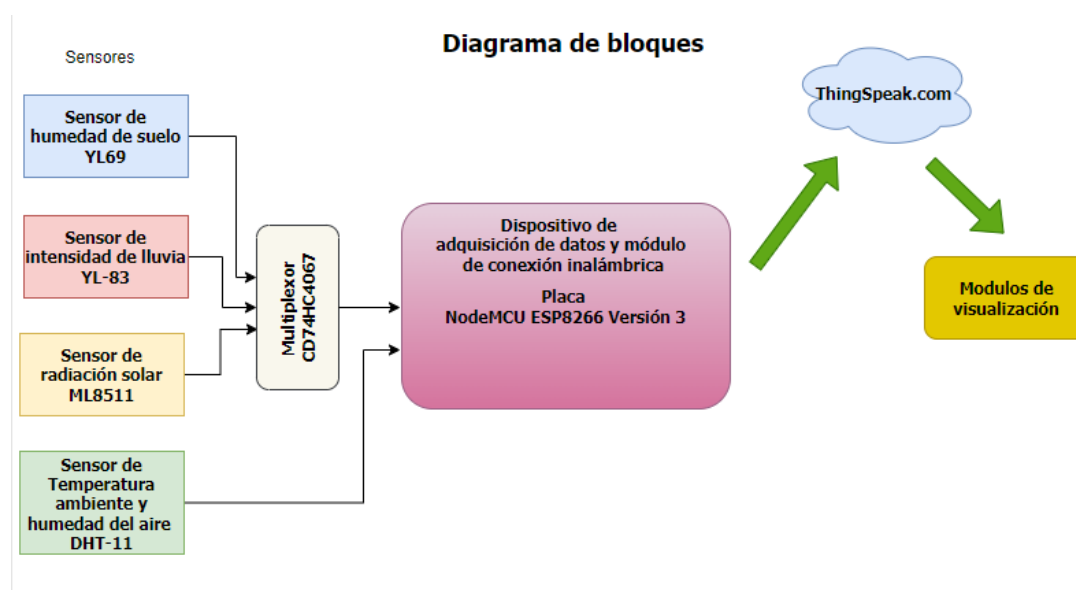 Diagrama de bloques
Sensores
Sensor de
humedad de suelo
YL69
Sensor de
intensidad de lluvia
YL-83
Sensor de
radiación solar
ML8511
Sensor de
Temperatura
ambiente y
humedad del aire
DHT-11
Multiplexor
CD74HC4067
Dispositivo de
adquisición de datos y módulo
de conexión inalámbrica
Placa
NodeMCU ESP8266 Versión 3
ThingSpeak.com
Modulos de
visualización